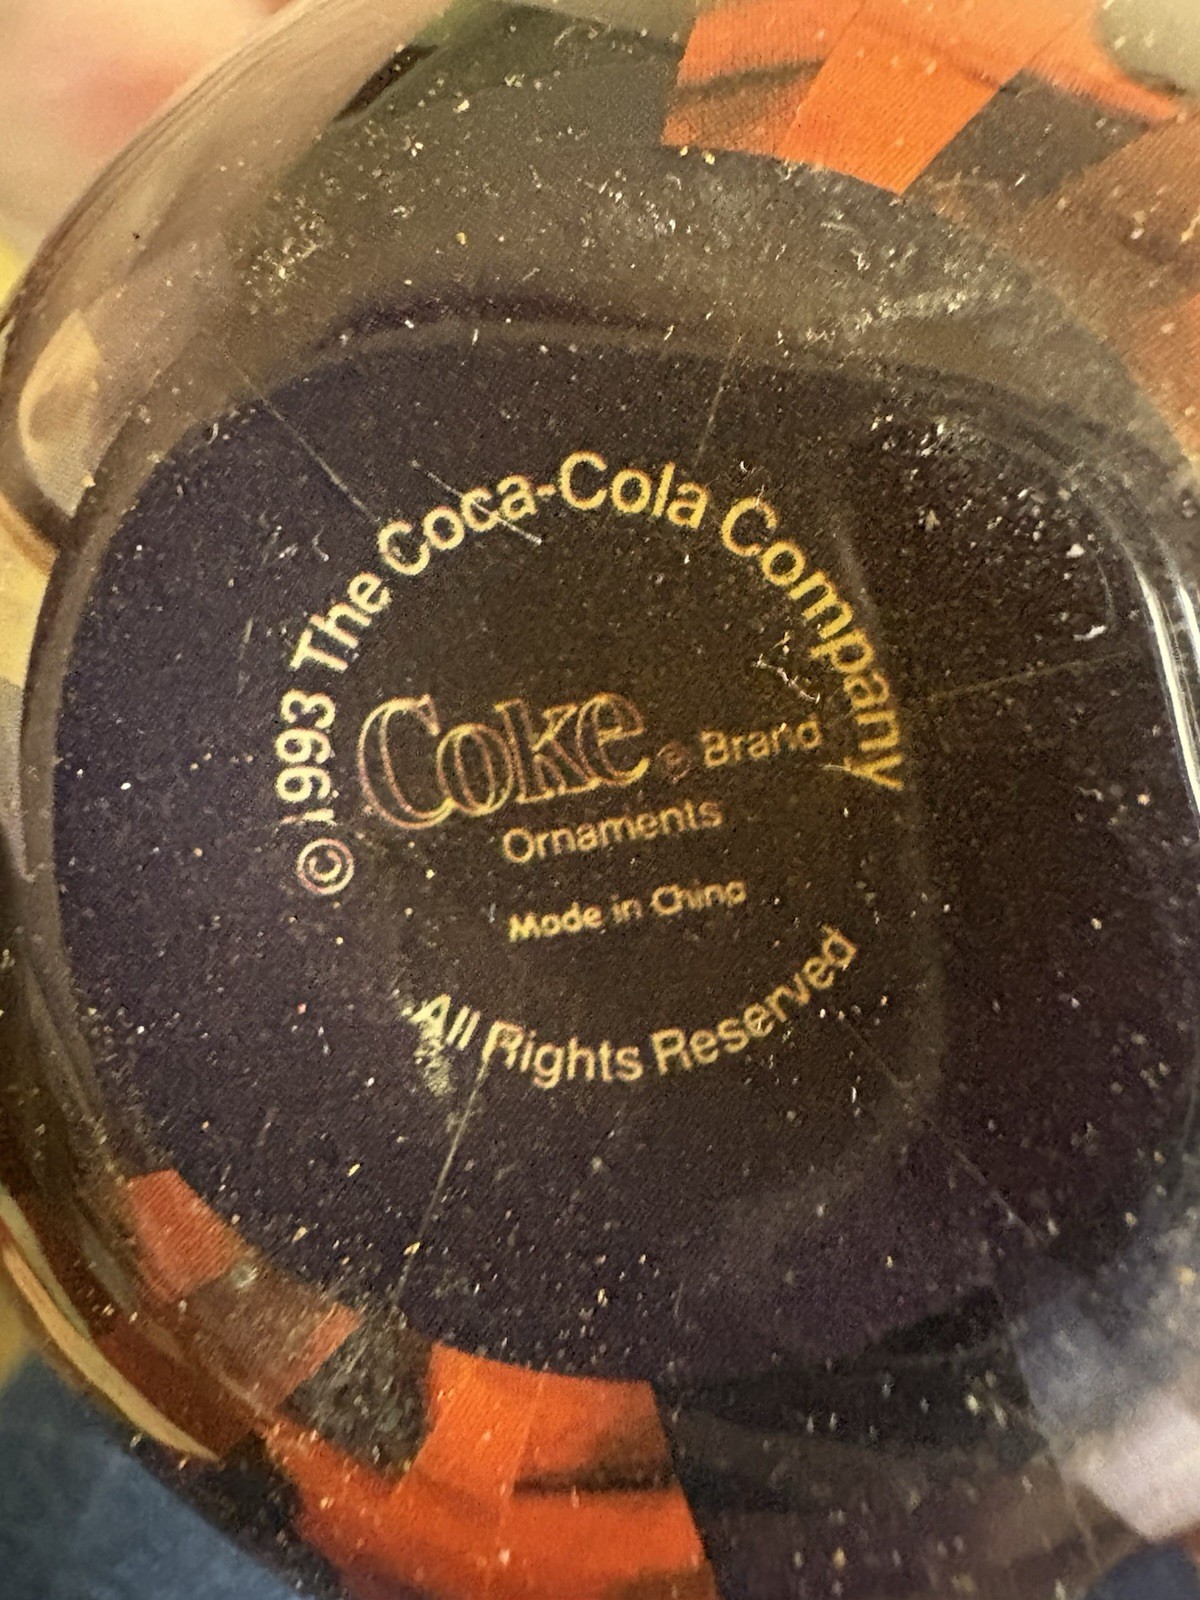 © 1993 The Coca-Cola Company
Coke ® Brand
Ornaments
Made in China
All Rights Reserved